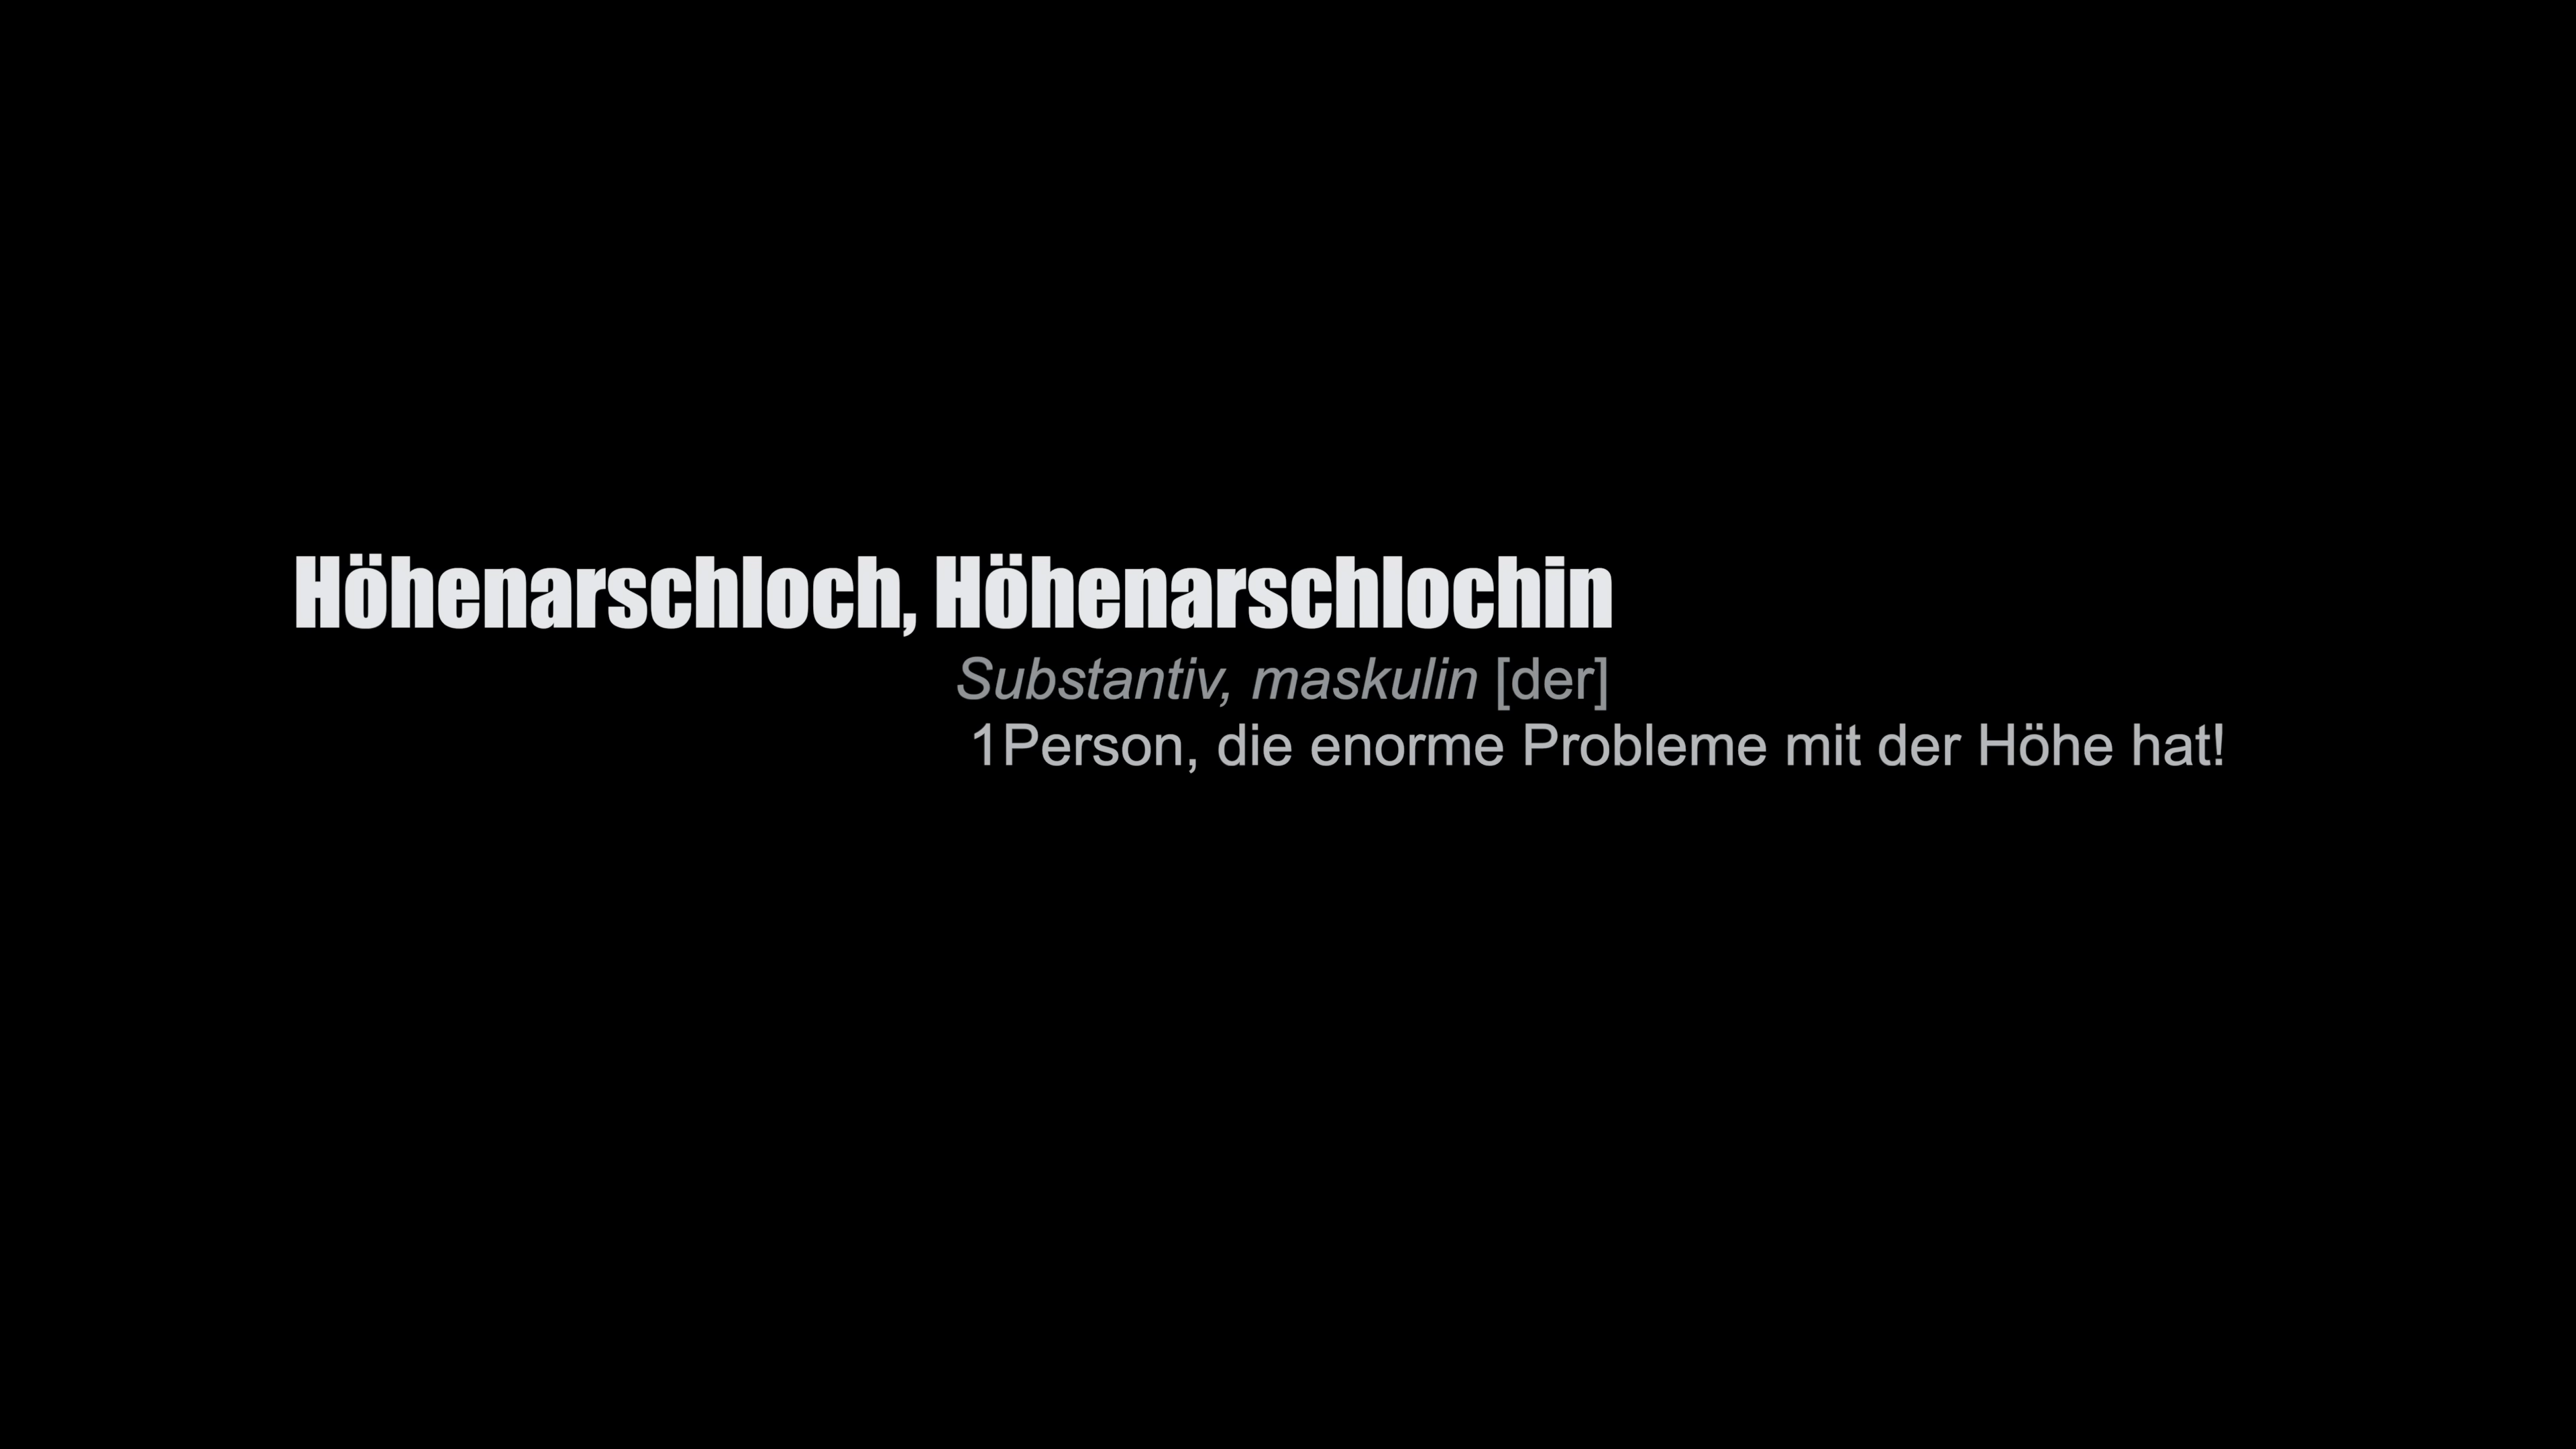 Höhenarschloch, Höhenarschlochin
Substantiv, maskulin [der]
1Person, die enorme Probleme mit der Höhe hat!